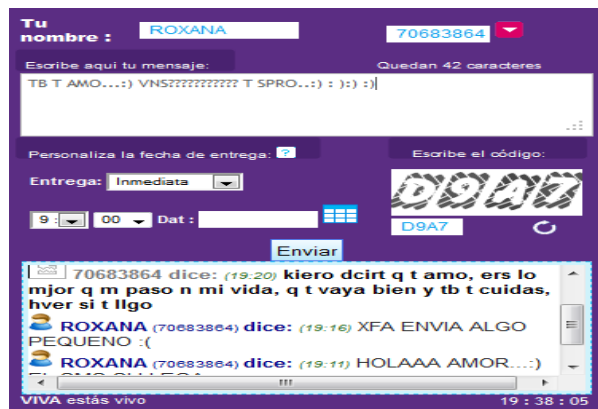 Tu
nombre :
ROXANA
70683864
Escribe aqui tu mensaje:
Quedan 42 caracteres
TB T AMO...:) VNS??????????? T SPRO..:) : ):) :)
Personaliza la fecha de entrega: ?
Escribe el código:
Entrega: Inmediata
D9A7
9 : 00 Dat :
D9A7
Enviar
70683864 dice: (19:20) kiero dcirt q t amo, ers lo
mjor q m paso n mi vida, q t vaya bien y tb t cuidas,
hver si t llgo
ROXANA (70683864) dice: (19:16) XFA ENVIA ALGO
PEQUENO :(
ROXANA (70683864) dice: (19:11) HOLAAA AMOR...:)
VIVA estás vivo
19 : 38 : 05